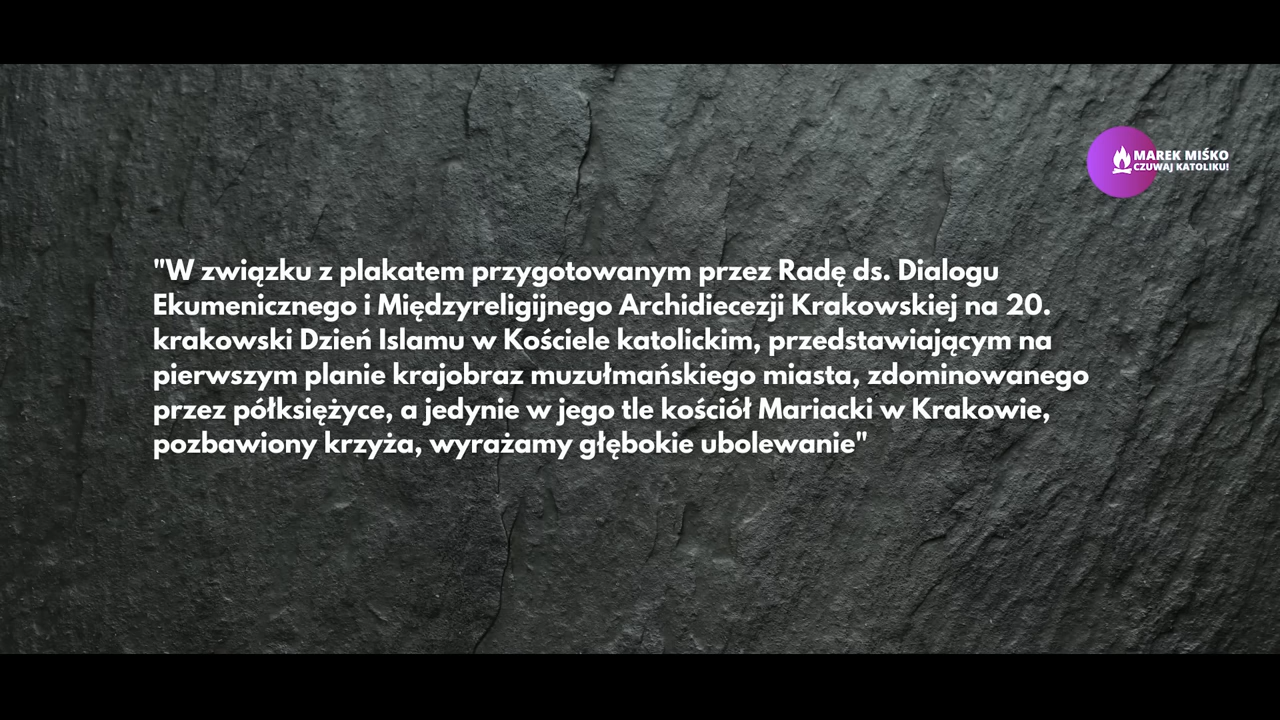 MAREK MIŚKO
CZUWAJ KATOLIKU!
"W związku z plakatem przygotowanym przez Radę ds. Dialogu
Ekumenicznego i Międzyreligijnego Archidiecezji Krakowskiej na 20.
krakowski Dzień Islamu w Kościele katolickim, przedstawiającym na
pierwszym planie krajobraz muzułmańskiego miasta, zdominowanego
przez półksiężyce, a jedynie w jego tle kościół Mariacki w Krakowie,
pozbawiony krzyża, wyrażamy głębokie ubolewanie"